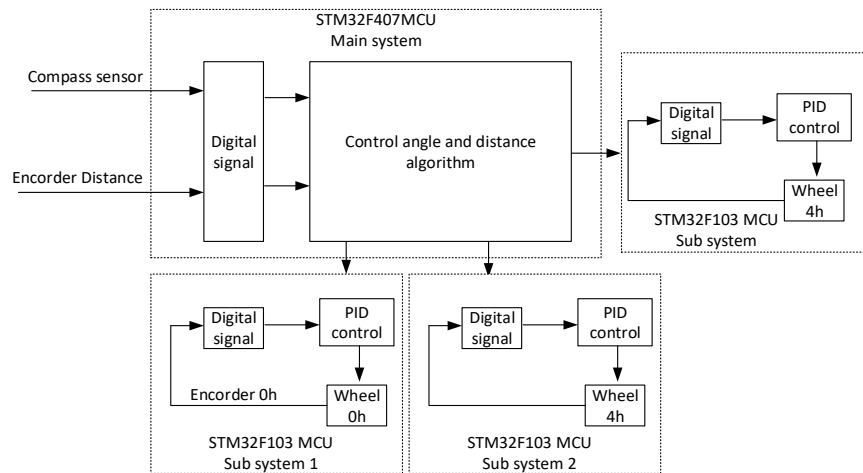 STM32F407MCU
Main system
Compass sensor
Encorder Distance
Digital
signal
Control angle and distance
algorithm
Digital
signal
PID
control
Wheel
4h
STM32F103 MCU
Sub system
Digital
signal
PID
control
Encorder 0h
Wheel
0h
STM32F103 MCU
Sub system 1
Digital
signal
PID
control
Wheel
4h
STM32F103 MCU
Sub system 2